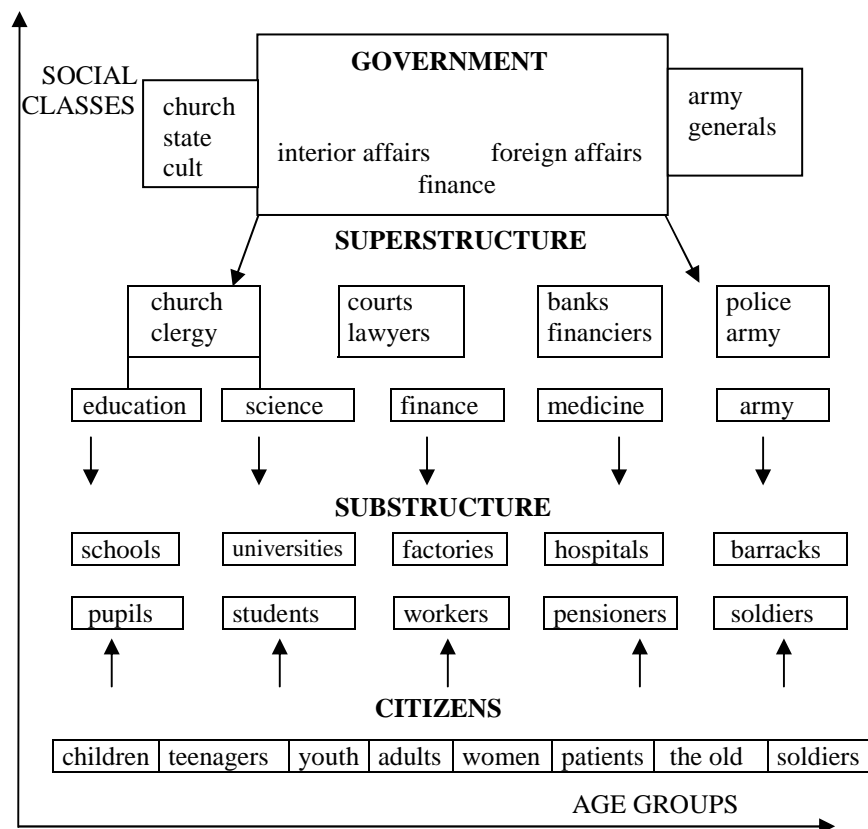 GOVERNMENT
SOCIAL
CLASSES
church
state
cult
army
generals
interior affairs foreign affairs
finance
SUPERSTRUCTURE
church
clergy
courts
lawyers
banks
financiers
police
army
education science finance medicine army
SUBSTRUCTURE
schools universities factories hospitals barracks
pupils students workers pensioners soldiers
CITIZENS
children teenagers youth adults women patients the old soldiers
AGE GROUPS